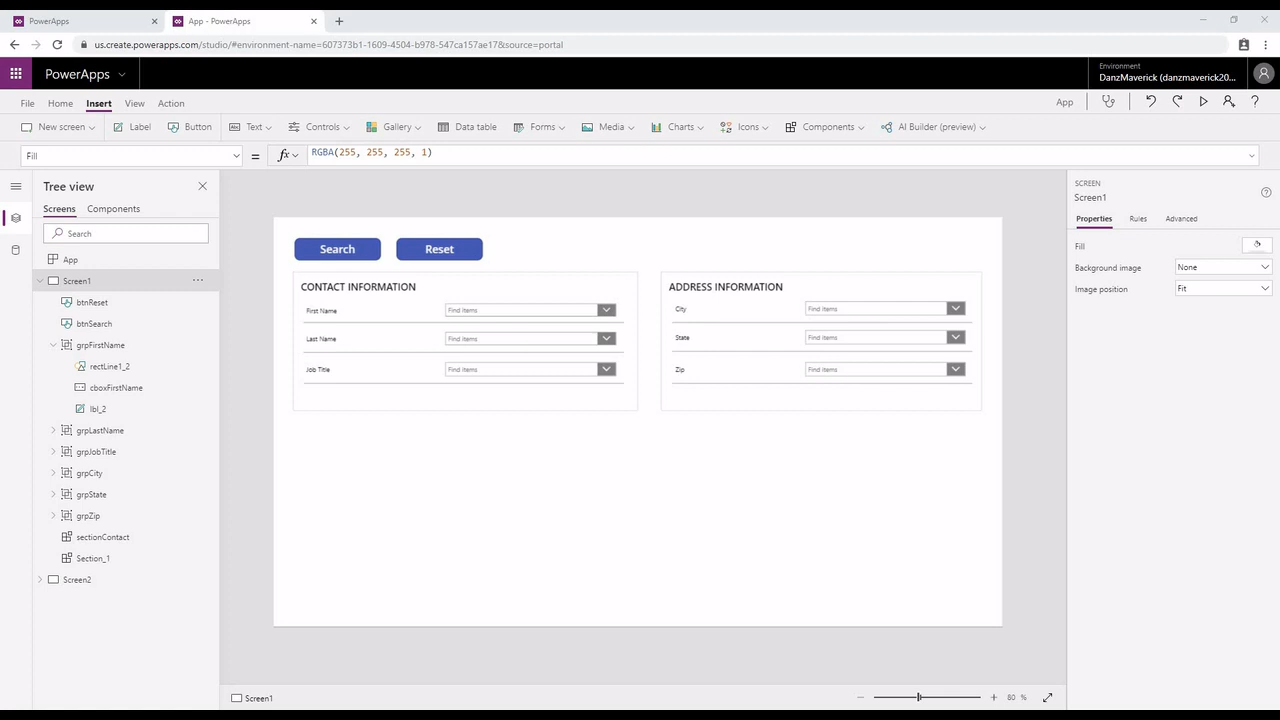 PowerApps
App - PowerApps
us.create.powerapps.com/studio/#environment-name=607373b1-1609-4504-b978-547ca157ae17&source=portal
PowerApps
Environment
DanzMaverick (danzmaverick20...
File Home Insert View Action App
New screen Label Button Text Controls Gallery Data table Forms Media Charts Icons Components AI Builder (preview)
Fill = fx RGBA(255, 255, 255, 1)
Tree view
Screens Components
Search
App
Screen1
btnReset
btnSearch
grpFirstName
rectLine1_2
cboxFirstName
lbl_2
grpLastName
grpJobTitle
grpCity
grpState
grpZip
sectionContact
Section_1
Screen2
Search Reset
CONTACT INFORMATION
First Name Find items
Last Name Find items
Job Title Find items
ADDRESS INFORMATION
City Find items
State Find items
Zip Find items
SCREEN
Screen1
Properties Rules Advanced
Fill
Background image None
Image position Fit
Screen1
80 %